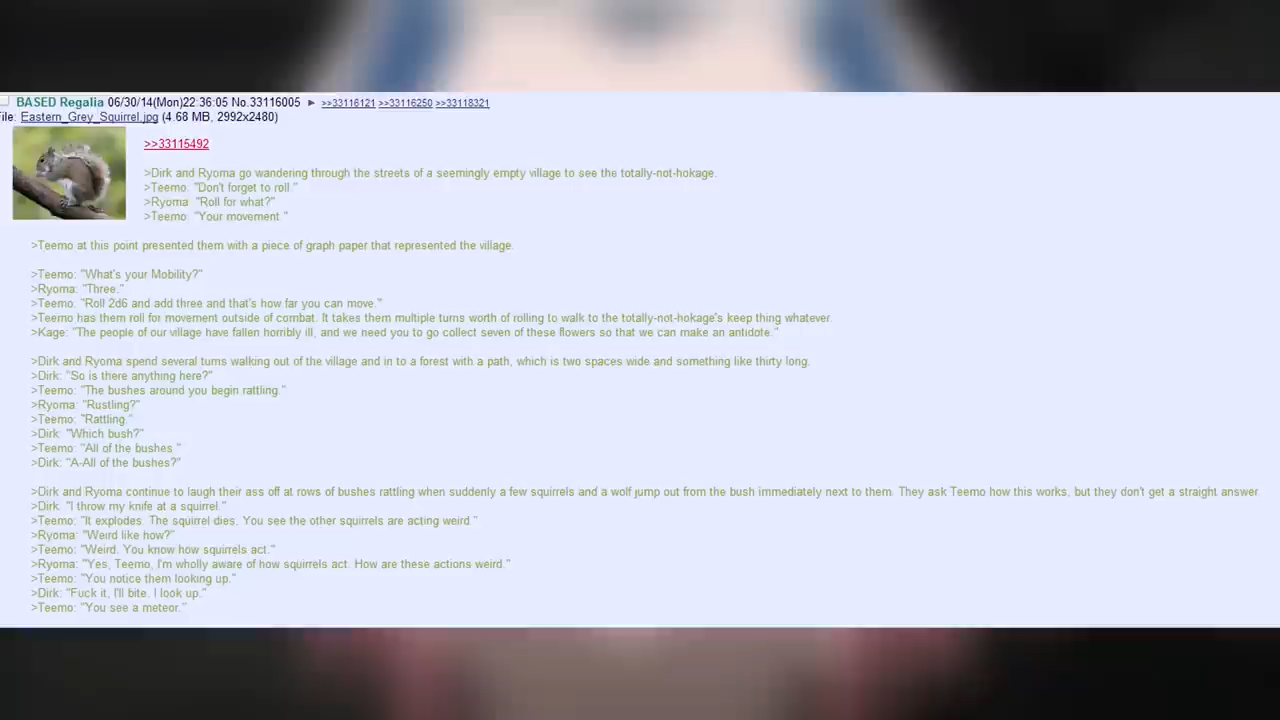 BASED Regalia 06/30/14(Mon)22:36:05 No.33116005 ► >>33116121 >>33116250 >>33118321
File: Eastern_Grey_Squirrel.jpg (4.68 MB, 2992x2480)
>>33115492
>Dirk and Ryoma go wandering through the streets of a seemingly empty village to see the totally-not-hokage.
>Teemo: "Don't forget to roll."
>Ryoma: "Roll for what?"
>Teemo: "Your movement."
>Teemo at this point presented them with a piece of graph paper that represented the village.
>Teemo: "What's your Mobility?"
>Ryoma: "Three."
>Teemo: "Roll 2d6 and add three and that's how far you can move."
>Teemo has them roll for movement outside of combat. It takes them multiple turns worth of rolling to walk to the totally-not-hokage's keep thing whatever.
>Kage: "The people of our village have fallen horribly ill, and we need you to go collect seven of these flowers so that we can make an antidote."
>Dirk and Ryoma spend several turns walking out of the village and in to a forest with a path, which is two spaces wide and something like thirty long.
>Dirk: "So is there anything here?"
>Teemo: "The bushes around you begin rattling."
>Ryoma: "Rustling?"
>Teemo: "Rattling."
>Dirk: "Which bush?"
>Teemo: "All of the bushes."
>Dirk: "A-All of the bushes?"
>Dirk and Ryoma continue to laugh their ass off at rows of bushes rattling when suddenly a few squirrels and a wolf jump out from the bush immediately next to them. They ask Teemo how this works, but they don't get a straight answer
>Dirk: "I throw my knife at a squirrel."
>Teemo: "It explodes. The squirrel dies. You see the other squirrels are acting weird."
>Ryoma: "Weird like how?"
>Teemo: "Weird. You know how squirrels act."
>Ryoma: "Yes, Teemo, I'm wholly aware of how squirrels act. How are these actions weird."
>Teemo: "You notice them looking up."
>Dirk: "Fuck it, I'll bite. I look up."
>Teemo: "You see a meteor."